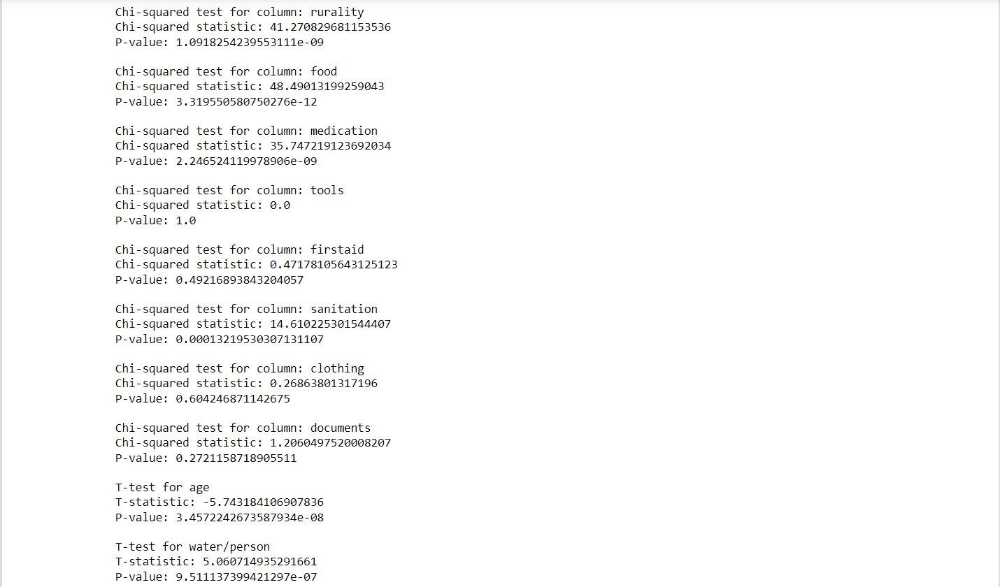 Chi-squared test for column: rurality
Chi-squared statistic: 41.270829681153536
P-value: 1.0918254239553111e-09
Chi-squared test for column: food
Chi-squared statistic: 48.49013199259043
P-value: 3.319550580750276e-12
Chi-squared test for column: medication
Chi-squared statistic: 35.747219123692034
P-value: 2.246524119978906e-09
Chi-squared test for column: tools
Chi-squared statistic: 0.0
P-value: 1.0
Chi-squared test for column: firstaid
Chi-squared statistic: 0.47178105643125123
P-value: 0.49216893843204057
Chi-squared test for column: sanitation
Chi-squared statistic: 14.610225301544407
P-value: 0.00013219530307131107
Chi-squared test for column: clothing
Chi-squared statistic: 0.26863801317196
P-value: 0.604246871142675
Chi-squared test for column: documents
Chi-squared statistic: 1.2060497520008207
P-value: 0.2721158718905511
T-test for age
T-statistic: -5.743184106907836
P-value: 3.4572242673587934e-08
T-test for water/person
T-statistic: 5.060714935291661
P-value: 9.511137399421297e-07